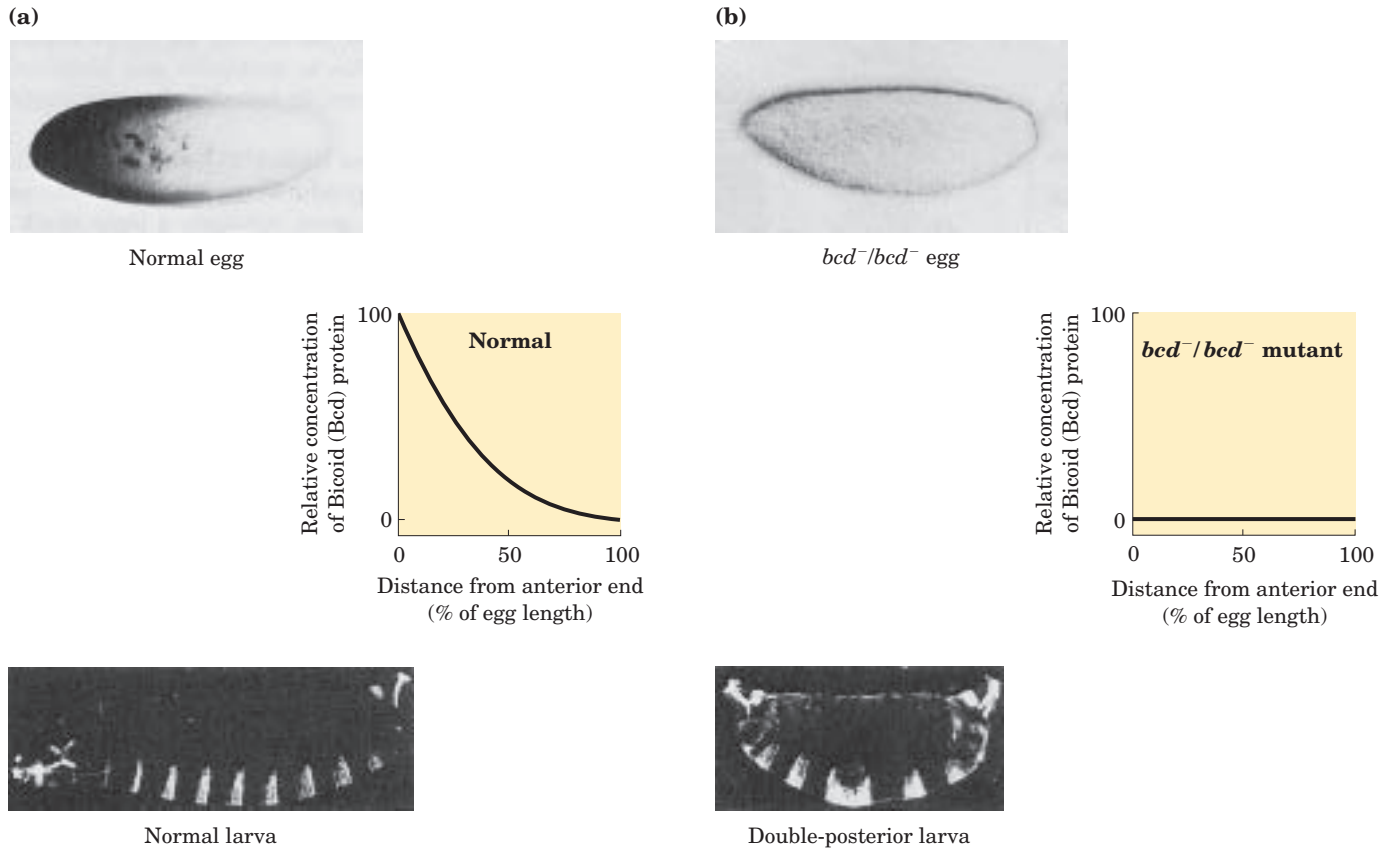 (a)
Normal egg
100
Normal
Relative concentration
of Bicoid (Bcd) protein
0
0 50 100
Distance from anterior end
(% of egg length)
Normal larva
(b)
bcd⁻/bcd⁻ egg
100
bcd⁻/bcd⁻ mutant
Relative concentration
of Bicoid (Bcd) protein
0
0 50 100
Distance from anterior end
(% of egg length)
Double-posterior larva